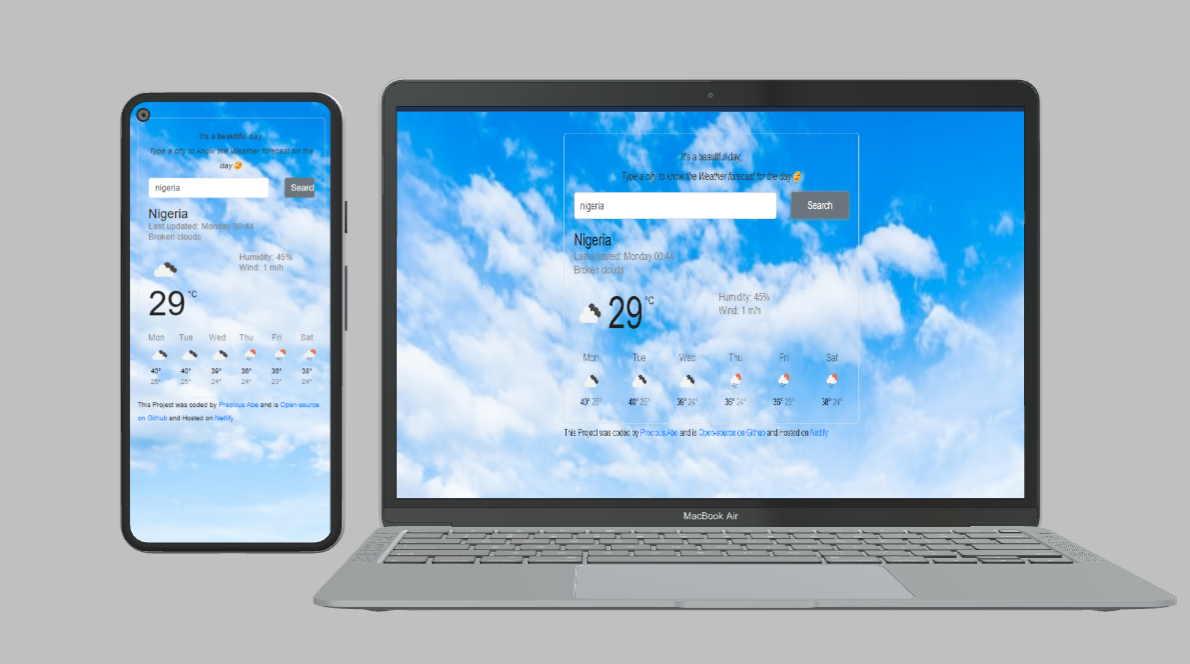 It's a beautiful day,
Type a city to know the Weather forecast for the
day
nigeria
Searc
Nigeria
Last updated: Monday 00:44
Broken clouds
Humidity: 45%
Wind: 1 m/h
29 °C
Mon Tue Wed Thu Fri Sat
40° 40° 39° 36° 36° 38°
25° 25° 24° 24° 23° 24°
This Project was coded by Precious Abe and is Open-source
on Github and Hosted on Netlify
It's a beautiful day,
Type a city to know the Weather forecast for the day
nigeria
Search
Nigeria
Last updated: Monday 00:44
Broken clouds
29 °C
Humidity: 45%
Wind: 1 m/h
Mon Tue Wed Thu Fri Sat
40° 25° 40° 25° 39° 24° 36° 24° 36° 23° 38° 24°
This Project was coded by Precious Abe and is Open-source on Github and Hosted on Netlify
MacBook Air